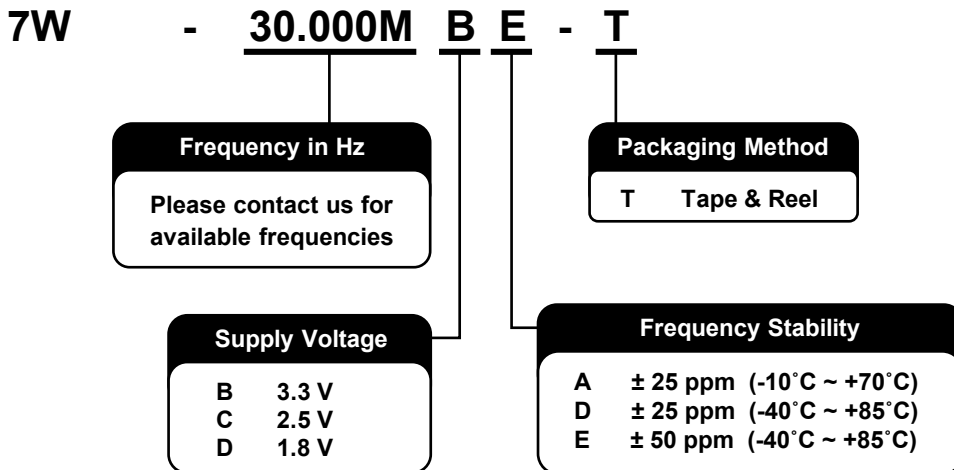 7W - 30.000M B E - T
Frequency in Hz
Please contact us for
available frequencies
Packaging Method
T Tape & Reel
Supply Voltage
B 3.3 V
C 2.5 V
D 1.8 V
Frequency Stability
A ± 25 ppm (-10˚C ~ +70˚C)
D ± 25 ppm (-40˚C ~ +85˚C)
E ± 50 ppm (-40˚C ~ +85˚C)